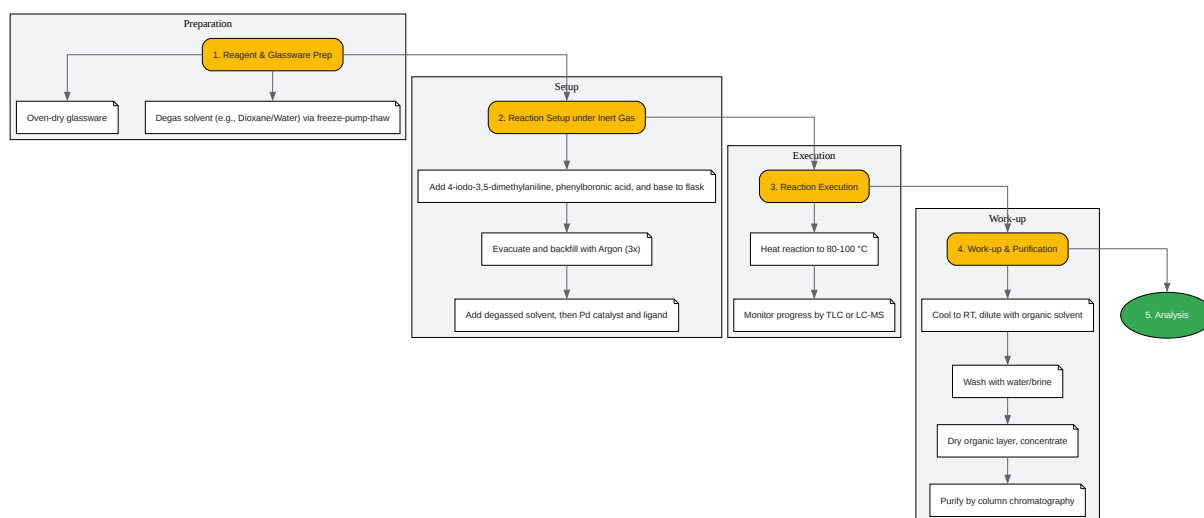 Preparation
1. Reagent & Glassware Prep
Oven-dry glassware
Degas solvent (e.g., Dioxane/Water) via freeze-pump-thaw
Setup
2. Reaction Setup under Inert Gas
Add 4-iodo-3,5-dimethylaniline, phenylboronic acid, and base to flask
Evacuate and backfill with Argon (3x)
Add degassed solvent, then Pd catalyst and ligand
Execution
3. Reaction Execution
Heat reaction to 80-100 °C
Monitor progress by TLC or LC-MS
Work-up
4. Work-up & Purification
Cool to RT, dilute with organic solvent
Wash with water/brine
Dry organic layer, concentrate
Purify by column chromatography
5. Analysis